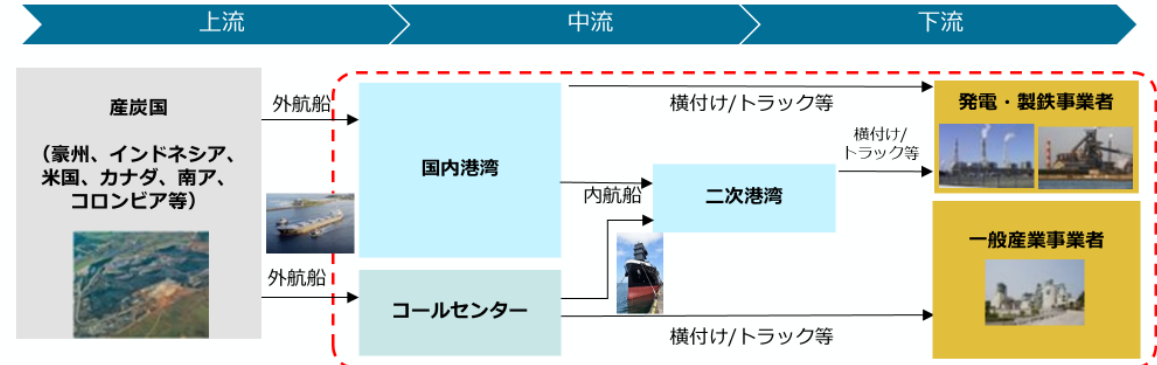 上流
中流
下流
産炭国
（豪州、インドネシア、
米国、カナダ、南ア、
コロンビア等）
外航船
外航船
国内港湾
コールセンター
横付け/トラック等
内航船
二次港湾
横付け/
トラック等
横付け/トラック等
発電・製鉄事業者
一般産業事業者